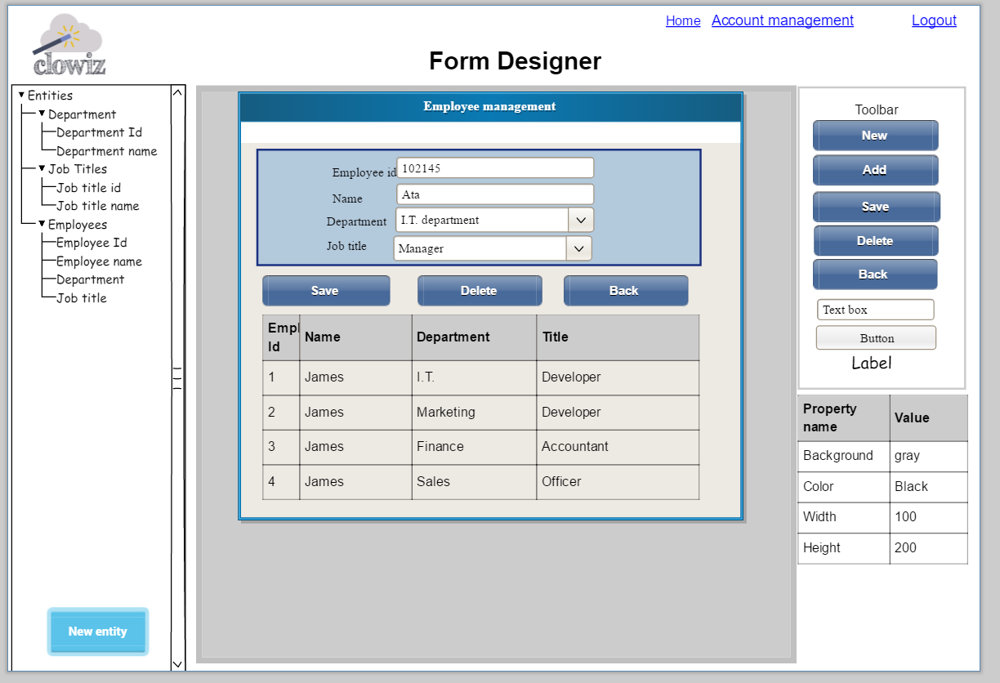 Home Account management Logout
clowiz
Form Designer
Entities
Department
Department Id
Department name
Job Titles
Job title id
Job title name
Employees
Employee Id
Employee name
Department
Job title
New entity
Employee management
Employee id 102145
Name Ata
Department I.T. department
Job title Manager
Save Delete Back
Empl Id Name Department Title
1 James I.T. Developer
2 James Marketing Developer
3 James Finance Accountant
4 James Sales Officer
Toolbar
New
Add
Save
Delete
Back
Text box
Button
Label
Property name Value
Background gray
Color Black
Width 100
Height 200